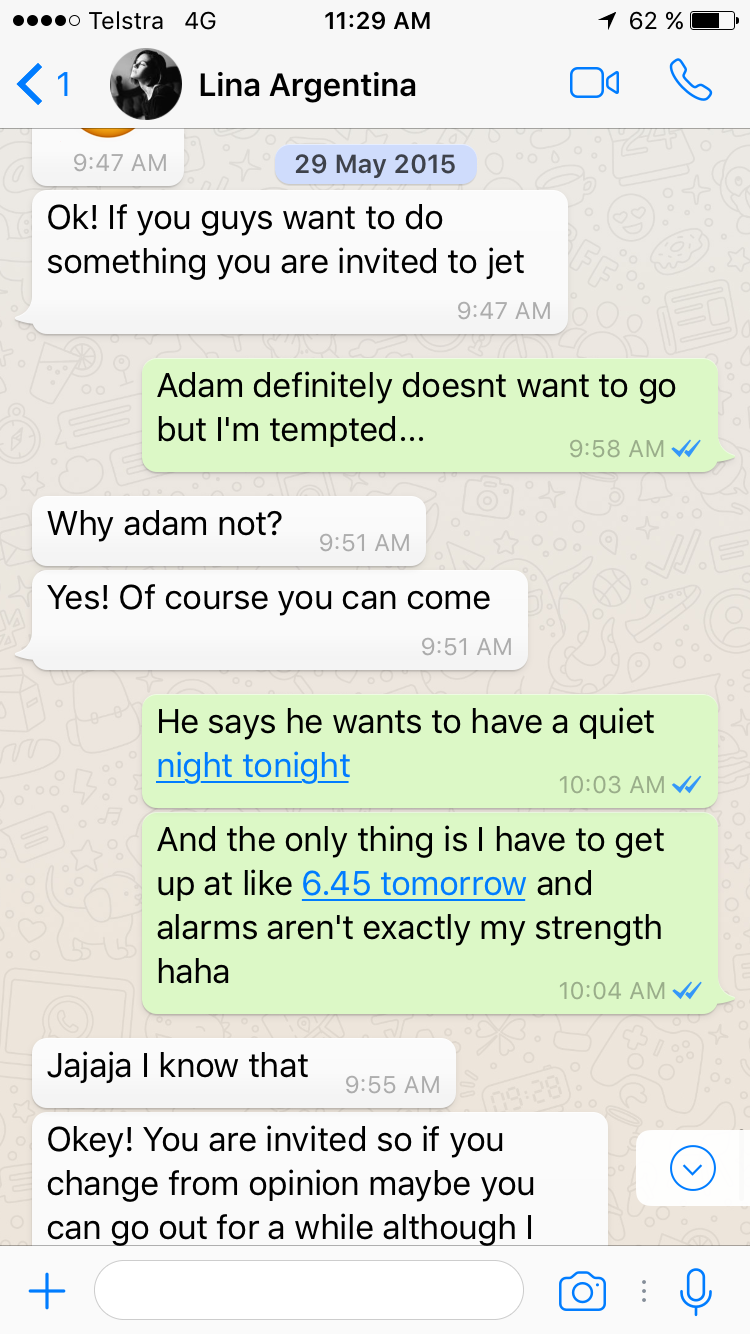 Telstra 4G 11:29 AM 62 %
1 Lina Argentina
9:47 AM
29 May 2015
Ok! If you guys want to do
something you are invited to jet
9:47 AM
Adam definitely doesnt want to go
but I'm tempted...
9:58 AM
Why adam not?
9:51 AM
Yes! Of course you can come
9:51 AM
He says he wants to have a quiet
night tonight
10:03 AM
And the only thing is I have to get
up at like 6.45 tomorrow and
alarms aren't exactly my strength
haha
10:04 AM
Jajaja I know that
9:55 AM
Okey! You are invited so if you
change from opinion maybe you
can go out for a while although I